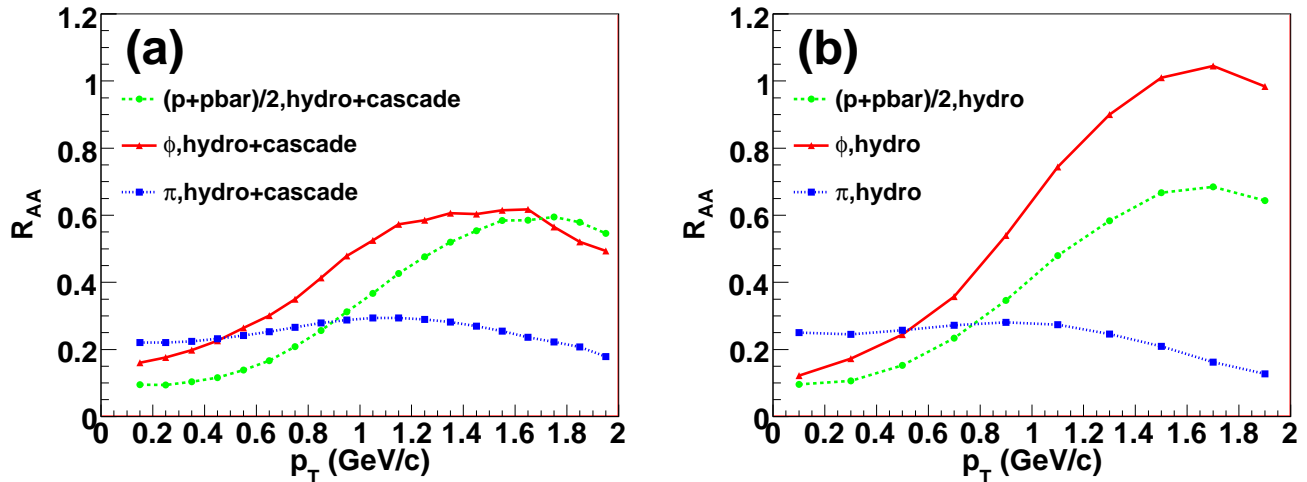 (a)
(p+pbar)/2,hydro+cascade
ϕ,hydro+cascade
π,hydro+cascade
R_AA
1.2
1
0.8
0.6
0.4
0.2
0
0 0.2 0.4 0.6 0.8 1 1.2 1.4 1.6 1.8 2
p_T (GeV/c)
(b)
(p+pbar)/2,hydro
ϕ,hydro
π,hydro
R_AA
1.2
1
0.8
0.6
0.4
0.2
0
0 0.2 0.4 0.6 0.8 1 1.2 1.4 1.6 1.8 2
p_T (GeV/c)